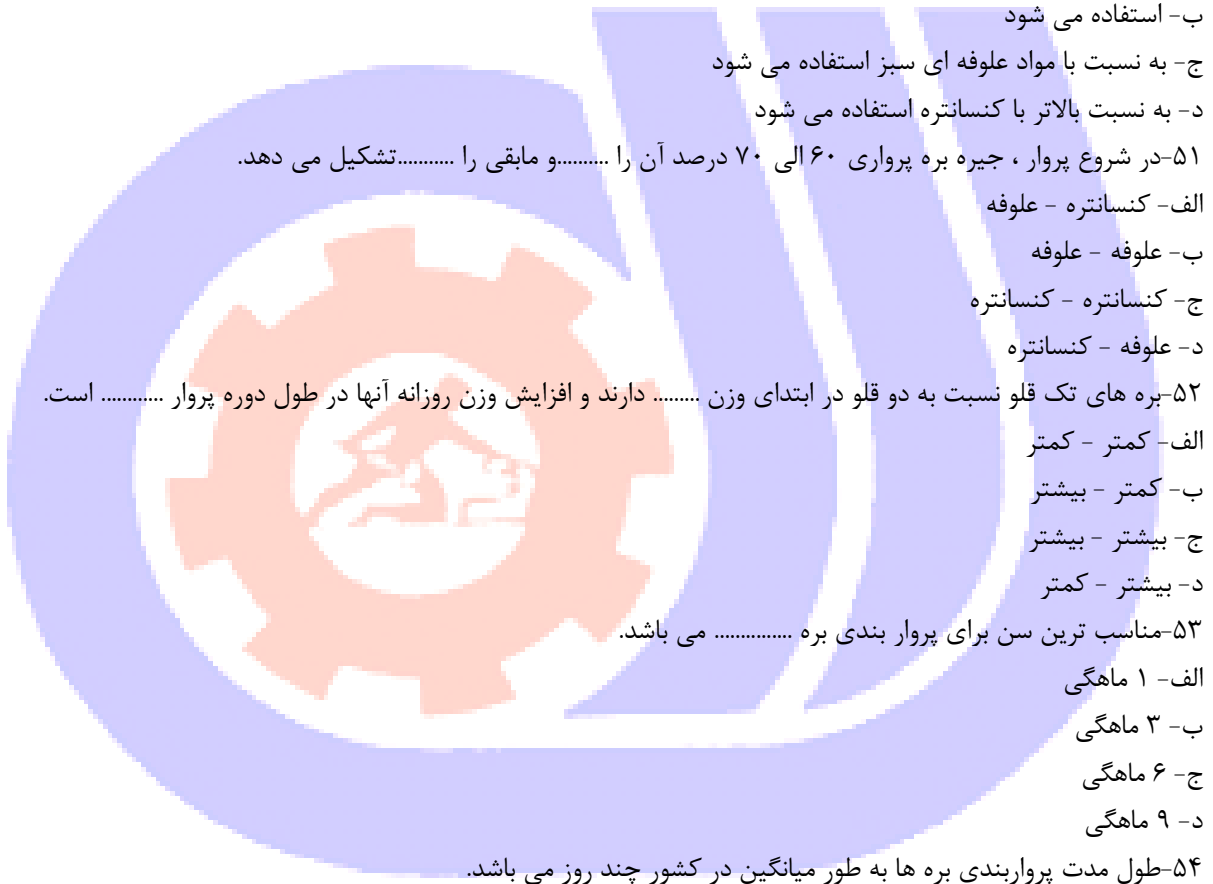 ب- استفاده می شود
ج- به نسبت با مواد علوفه ای سبز استفاده می شود
د- به نسبت بالاتر با کنسانتره استفاده می شود
۵۱-در شروع پروار ، جیره بره پرواری ۶۰ الی ۷۰ درصد آن را ..........و مابقی را ...........تشکیل می دهد.
الف- کنسانتره - علوفه
ب- علوفه - علوفه
ج- کنسانتره - کنسانتره
د- علوفه - کنسانتره
۵۲-بره های تک قلو نسبت به دو قلو در ابتدای وزن ......... دارند و افزایش وزن روزانه آنها در طول دوره پروار ............ است.
الف- کمتر - کمتر
ب- کمتر - بیشتر
ج- بیشتر - بیشتر
د- بیشتر - کمتر
۵۳-مناسب ترین سن برای پروار بندی بره ............... می باشد.
الف- ۱ ماهگی
ب- ۳ ماهگی
ج- ۶ ماهگی
د- ۹ ماهگی
۵۴-طول مدت پرواربندی بره ها به طور میانگین در کشور چند روز می باشد.